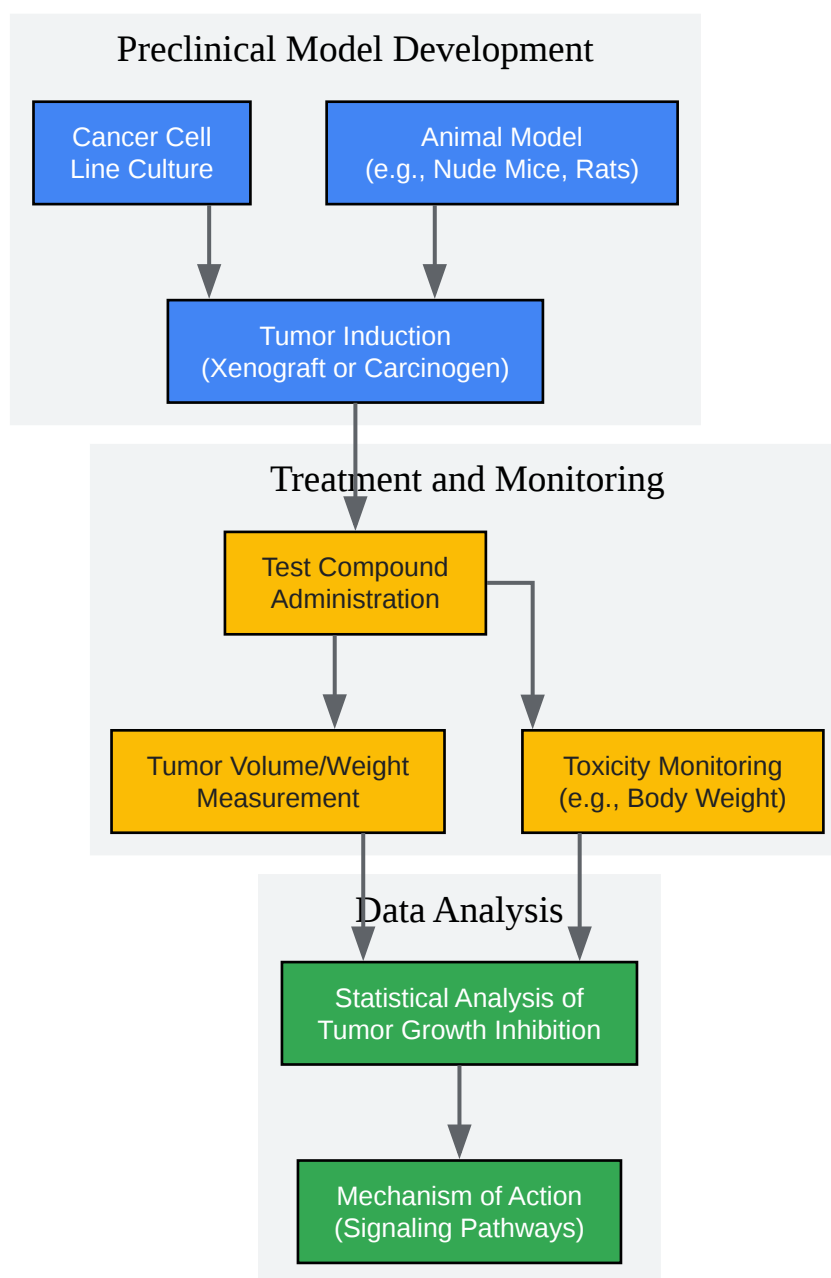 Preclinical Model Development
Cancer Cell
Line Culture
Animal Model
(e.g., Nude Mice, Rats)
Tumor Induction
(Xenograft or Carcinogen)
Treatment and Monitoring
Test Compound
Administration
Tumor Volume/Weight
Measurement
Toxicity Monitoring
(e.g., Body Weight)
Data Analysis
Statistical Analysis of
Tumor Growth Inhibition
Mechanism of Action
(Signaling Pathways)